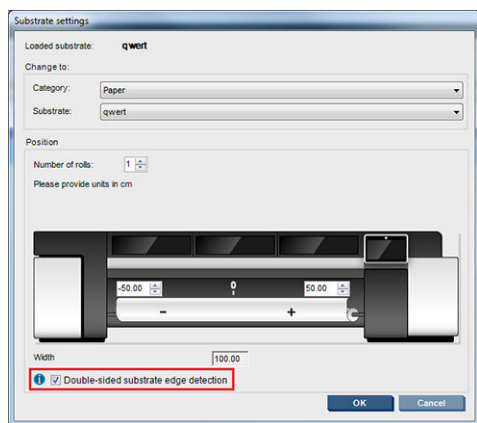 Substrate settings
Loaded substrate: qwert
Change to:
Category: Paper
Substrate: qwert
Position
Number of rolls: 1
Please provide units in cm
-50.00 0 50.00
- +
Width 100.00
Double-sided substrate edge detection
OK Cancel